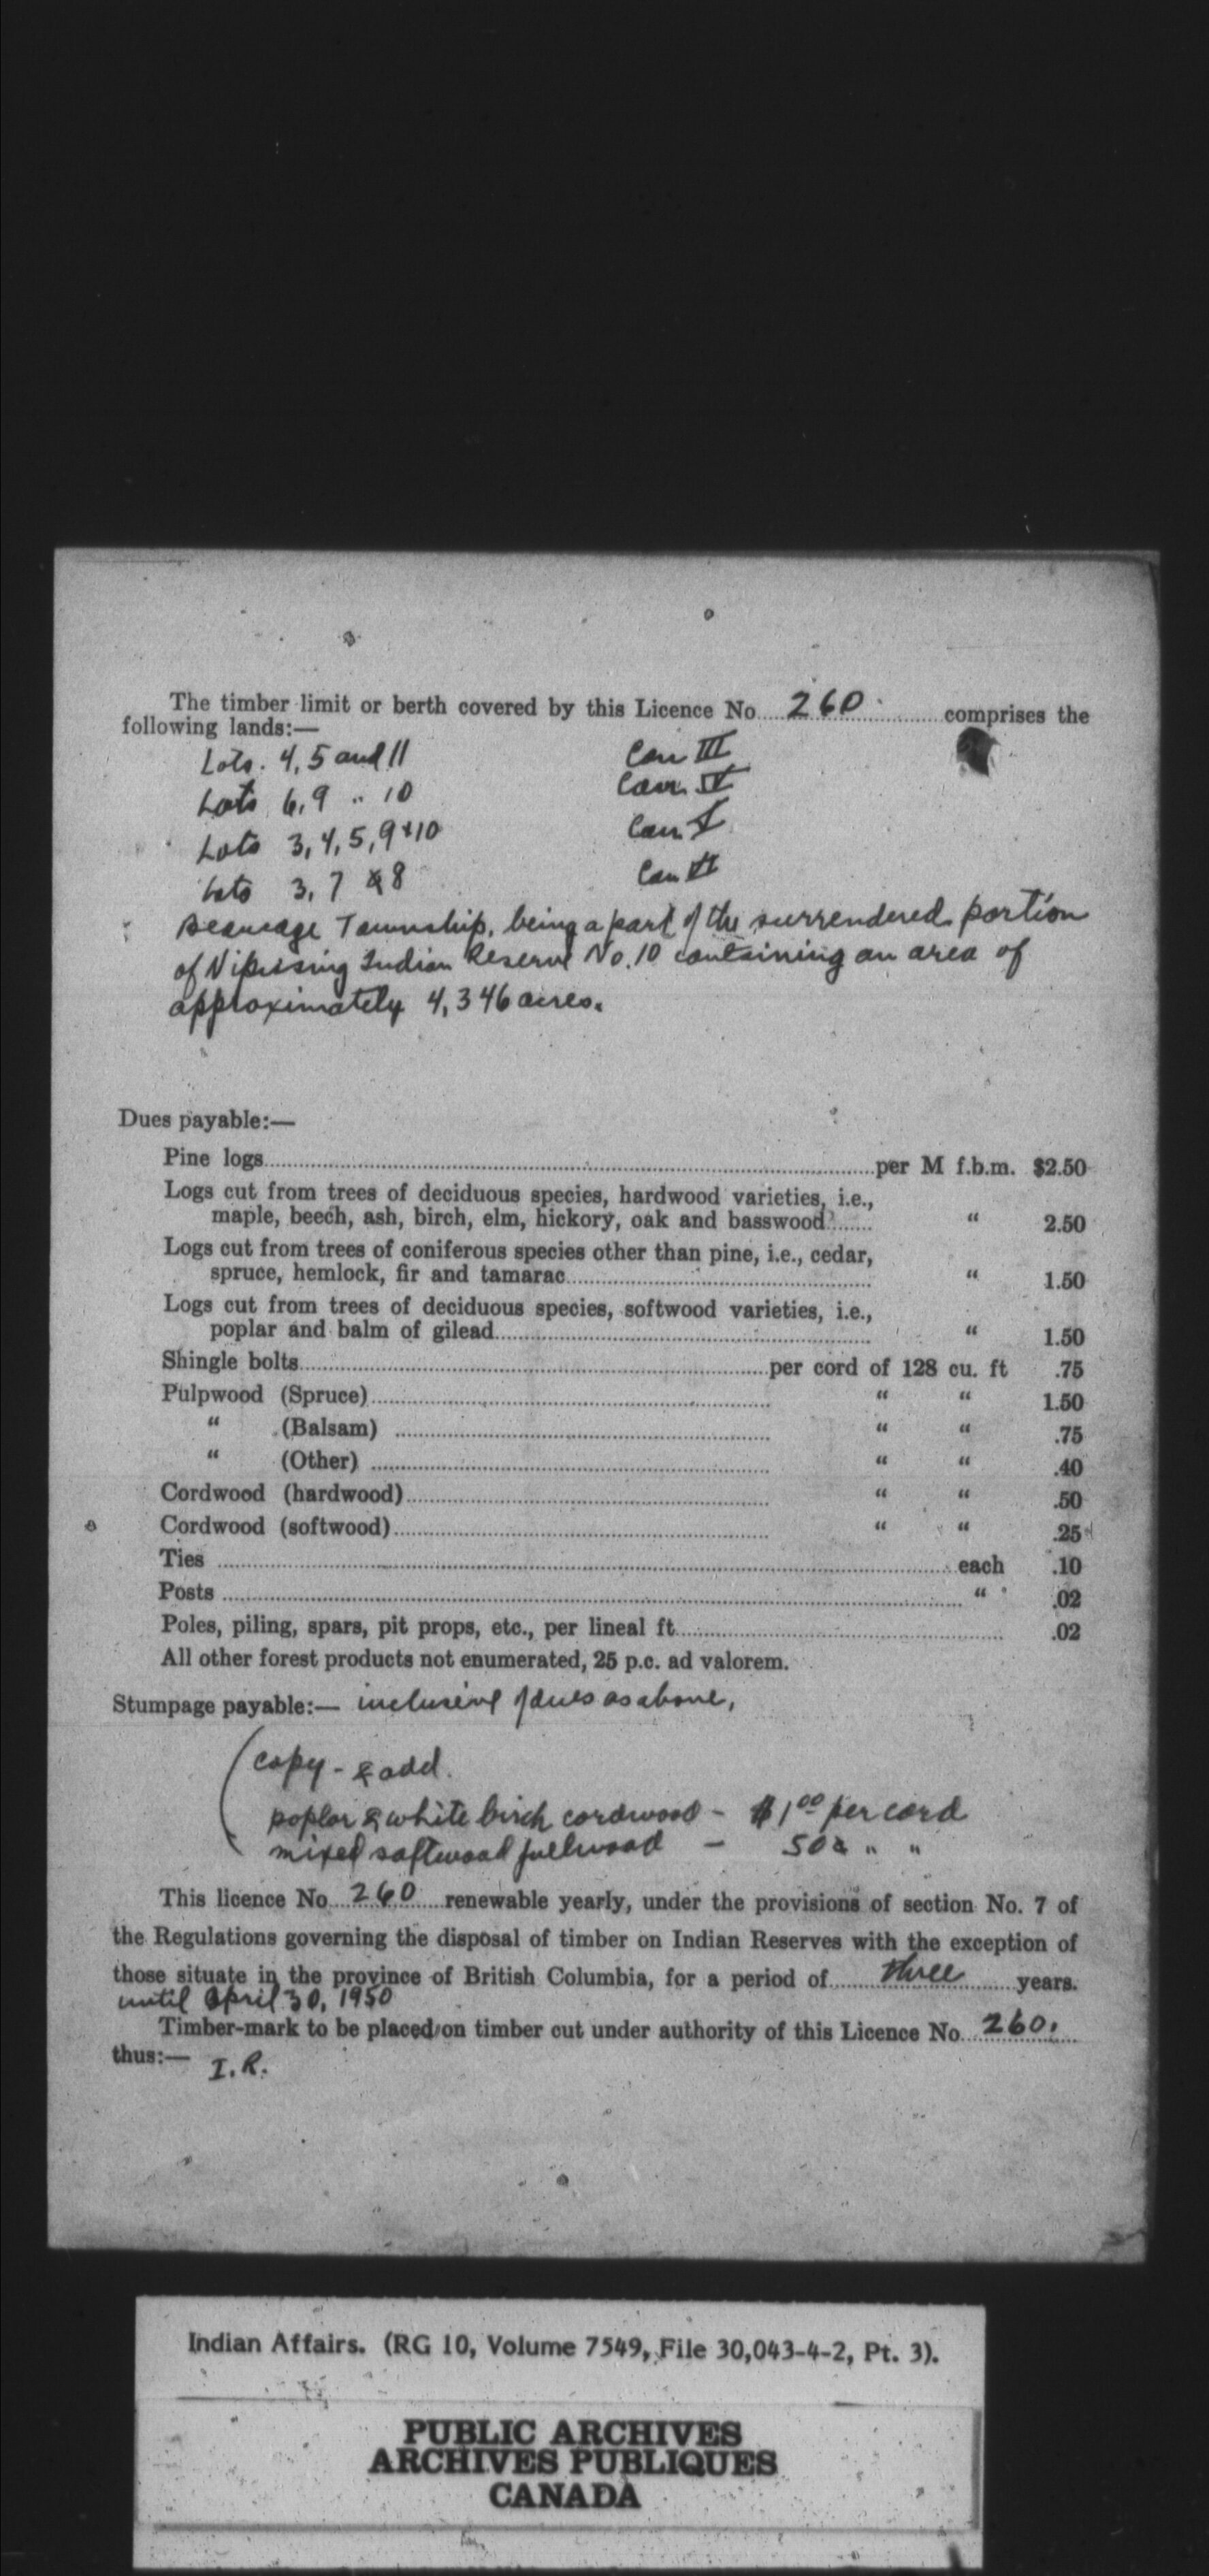 The timber limit or berth covered by this Licence No. 260 comprises the
following lands:—
Lots. 4, 5 and 11 Con III
Lots 6, 9 " 10 Con. IV
Lots 3, 4, 5, 9 & 10 Con V
Lots 3, 7 & 8 Con VI
Beaucage Township, being a part of the surrendered portion
of Nipissing Indian Reserve No. 10 containing an area of
approximately 4,346 acres.
Dues payable:—
Pine logs per M f.b.m. $2.50
Logs cut from trees of deciduous species, hardwood varieties, i.e.,
maple, beech, ash, birch, elm, hickory, oak and basswood " 2.50
Logs cut from trees of coniferous species other than pine, i.e., cedar,
spruce, hemlock, fir and tamarac " 1.50
Logs cut from trees of deciduous species, softwood varieties, i.e.,
poplar and balm of gilead " 1.50
Shingle bolts per cord of 128 cu. ft .75
Pulpwood (Spruce) " " 1.50
" (Balsam) " " .75
" (Other) " " .40
Cordwood (hardwood) " " .50
Cordwood (softwood) " " .25
Ties each .10
Posts " .02
Poles, piling, spars, pit props, etc., per lineal ft. .02
All other forest products not enumerated, 25 p.c. ad valorem.
Stumpage payable:— inclusive of dues as above,
(copy - & add.
poplar & white birch cordwood - $1.00 per cord
mixed softwood fuelwood - 50¢ " "
This licence No. 260 renewable yearly, under the provisions of section No. 7 of
the Regulations governing the disposal of timber on Indian Reserves with the exception of
those situate in the province of British Columbia, for a period of three years.
until April 30, 1950
Timber-mark to be placed on timber cut under authority of this Licence No. 260.
thus:— I.R.
Indian Affairs. (RG 10, Volume 7549, File 30,043-4-2, Pt. 3).
PUBLIC ARCHIVES
ARCHIVES PUBLIQUES
CANADA